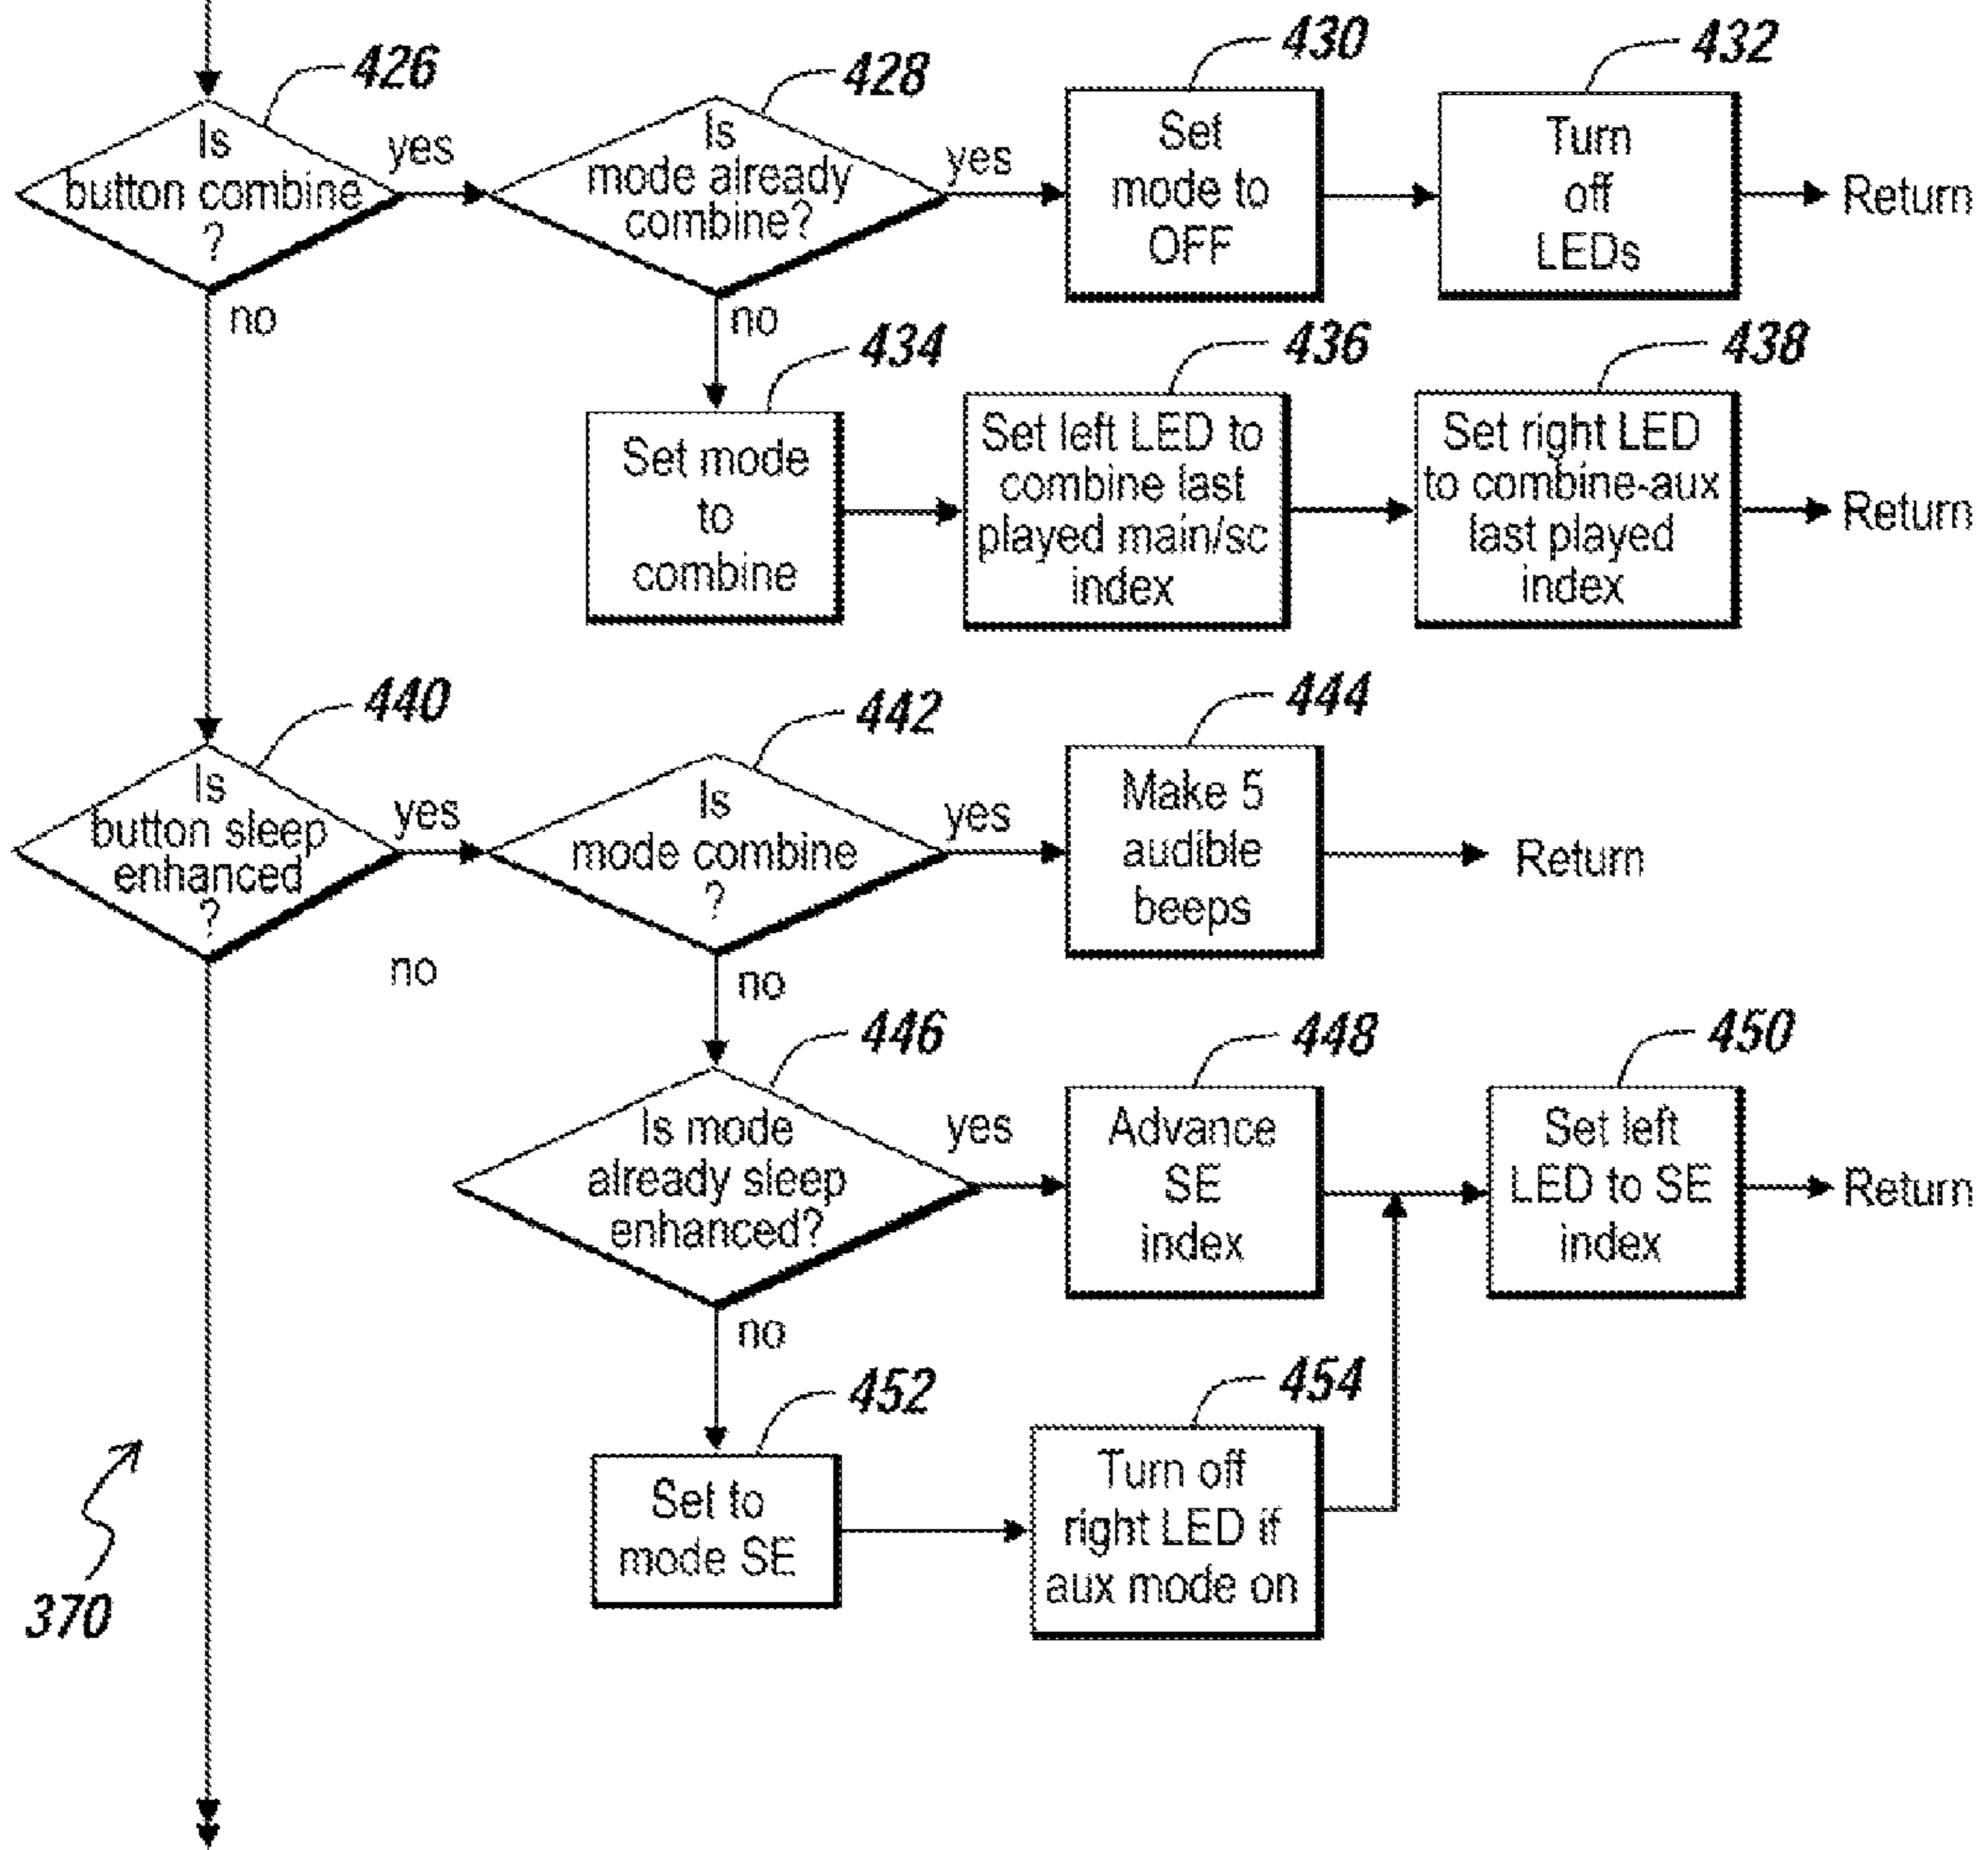 426
Is
button combine
?
yes
no
428
Is
mode already
combine?
yes
no
430
Set
mode to
OFF
432
Turn
off
LEDs
Return
434
Set mode
to
combine
436
Set left LED to
combine last
played main/sc
index
438
Set right LED
to combine-aux
last played
index
Return
440
Is
button sleep
enhanced
?
yes
no
442
Is
mode combine
?
yes
no
444
Make 5
audible
beeps
Return
446
Is mode
already sleep
enhanced?
yes
no
448
Advance
SE
index
450
Set left
LED to SE
index
Return
452
Set to
mode SE
454
Turn off
right LED if
aux mode on
370